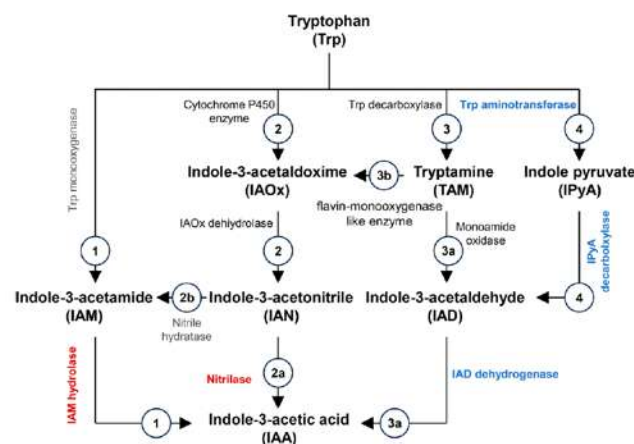 Tryptophan
(Trp)
Trp monooxygenase
Cytochrome P450
enzyme
Trp decarboxylase
Trp aminotransferase
2
3
4
Indole-3-acetaldoxime
(IAOx)
3b
Tryptamine
(TAM)
Indole pyruvate
(IPyA)
flavin-monooxygenase
like enzyme
IAOx dehydrolase
Monoamide
oxidase
IPyA
decarbolxylase
1
2
3a
Indole-3-acetamide
(IAM)
2b
Nitrile
hydratase
Indole-3-acetonitrile
(IAN)
Indole-3-acetaldehyde
(IAD)
4
IAM hydrolase
Nitrilase
2a
IAD dehydrogenase
1
Indole-3-acetic acid
(IAA)
3a